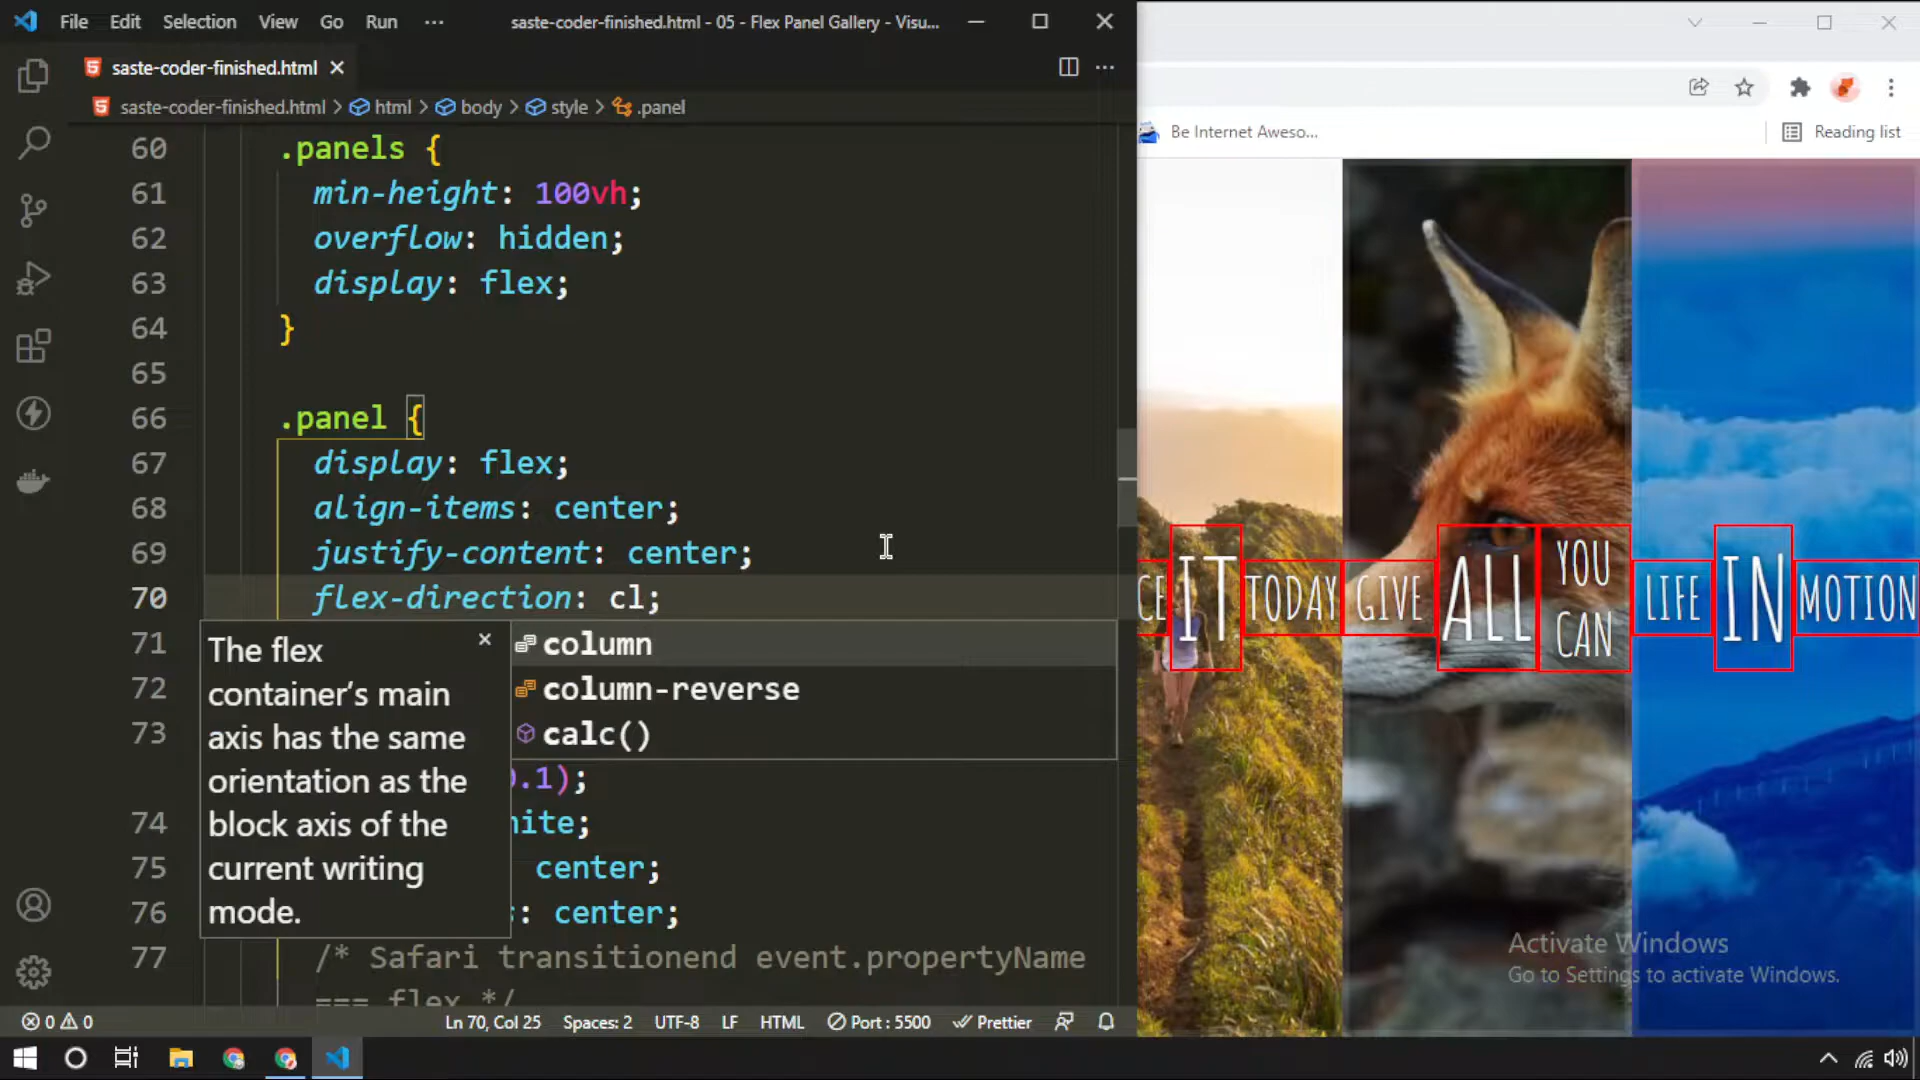 File Edit Selection View Go Run ··· saste-coder-finished.html - 05 - Flex Panel Gallery - Visu...
saste-coder-finished.html
saste-coder-finished.html > html > body > style > .panel
60 .panels {
61 min-height: 100vh;
62 overflow: hidden;
63 display: flex;
64 }
65
66 .panel {
67 display: flex;
68 align-items: center;
69 justify-content: center;
70 flex-direction: cl;
71
72
73
column
column-reverse
calc()
The flex
container's main
axis has the same
orientation as the
block axis of the
current writing
mode.
0.1);
74 hite;
75 center;
76 : center;
77 /* Safari transitionend event.propertyName
=== flex */
0 0 Ln 70, Col 25 Spaces: 2 UTF-8 LF HTML Port : 5500 Prettier
Be Internet Aweso...
Reading list
CE IT TODAY
GIVE ALL YOU CAN
LIFE IN MOTION
Activate Windows
Go to Settings to activate Windows.